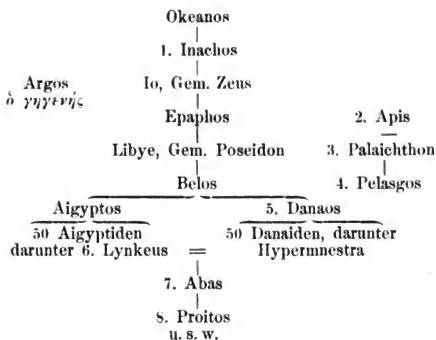 Okeanos
1. Inachos
Argos Io, Gem. Zeus
ὁ γηγενής
Epaphos 2. Apis
Libye, Gem. Poseidon 3. Palaichthon
Belos 4. Pelasgos
Aigyptos 5. Danaos
50 Aigyptiden 50 Danaiden, darunter
darunter 6. Lynkeus = Hypermnestra
7. Abas
8. Proitos
u. s. w.